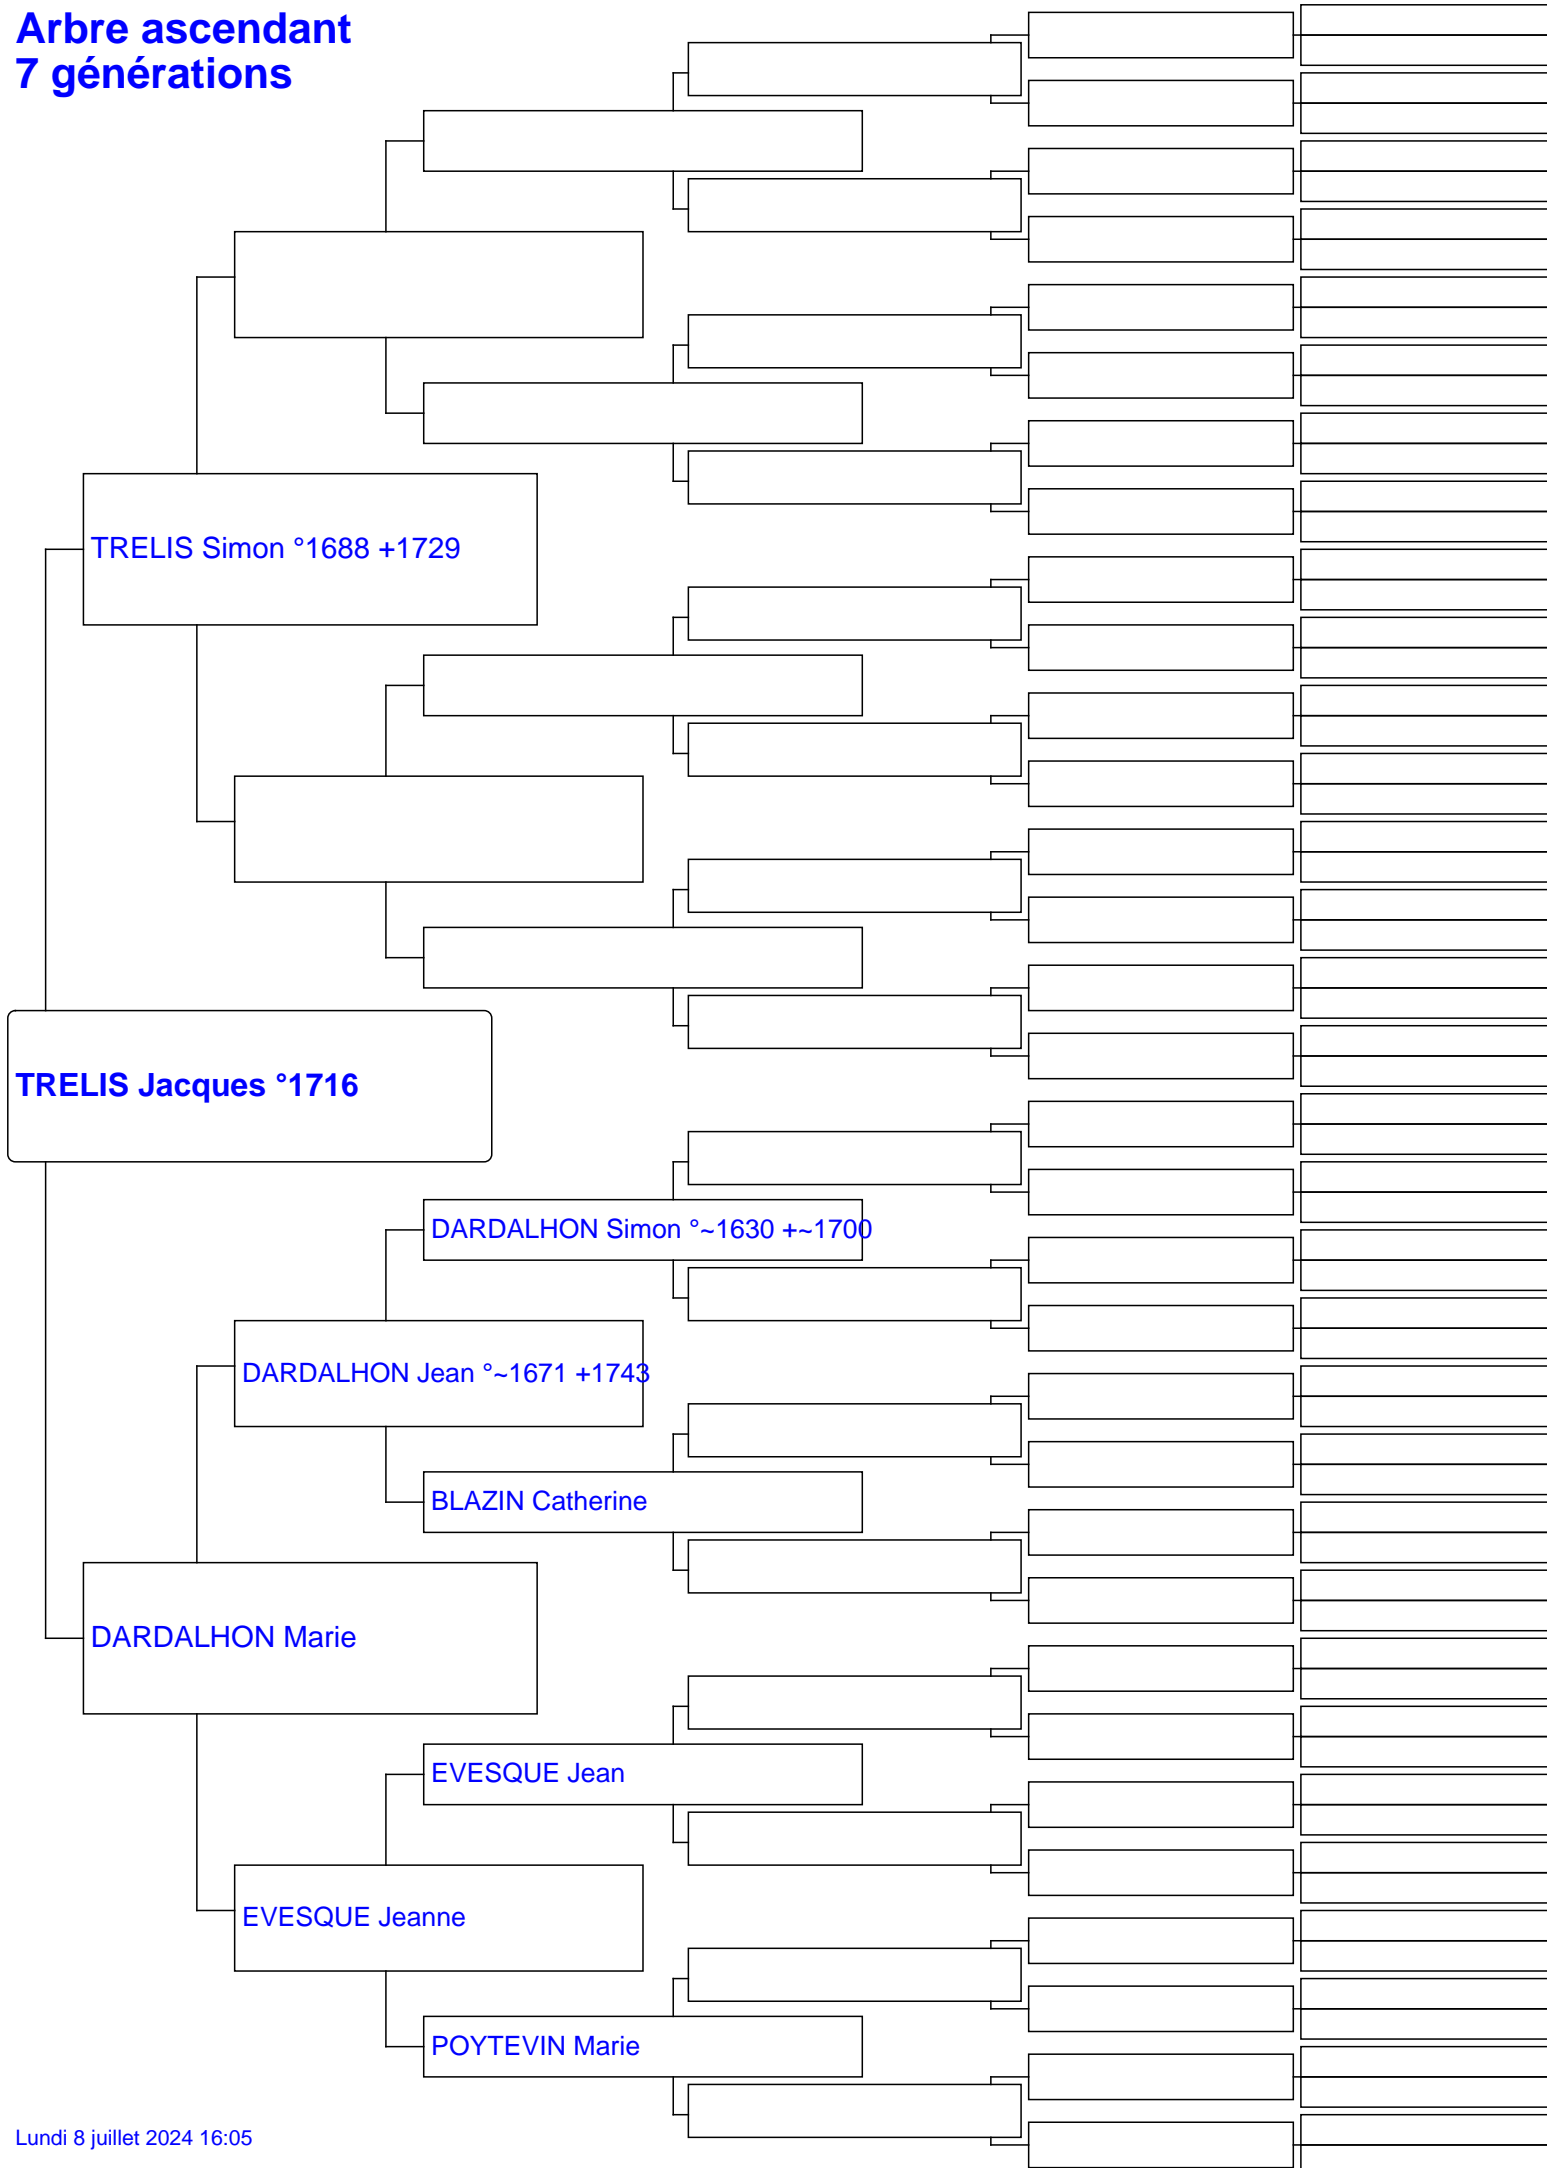 Arbre ascendant
7 générations
TRELIS Simon °1688 +1729
TRELIS Jacques °1716
DARDALHON Simon °~1630 +~1700
DARDALHON Jean °~1671 +1743
BLAZIN Catherine
DARDALHON Marie
EVESQUE Jean
EVESQUE Jeanne
POYTEVIN Marie
Lundi 8 juillet 2024 16:05